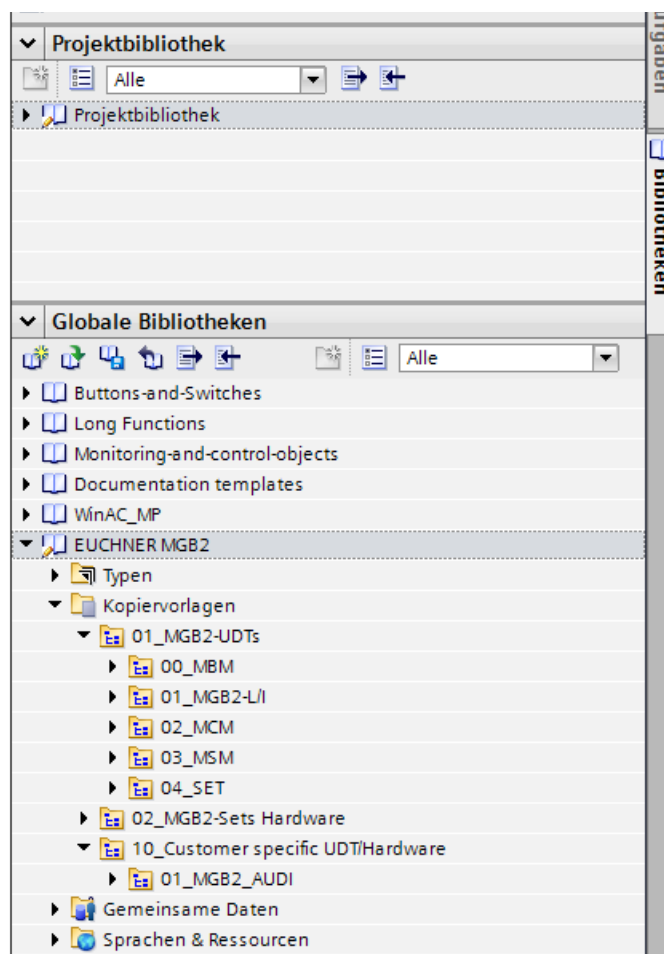 Projektbibliothek
Alle
Projektbibliothek
Globale Bibliotheken
Alle
Buttons-and-Switches
Long Functions
Monitoring-and-control-objects
Documentation templates
WinAC_MP
EUCHNER MGB2
Typen
Kopiervorlagen
01_MGB2-UDTs
00_MBM
01_MGB2-L/I
02_MCM
03_MSM
04_SET
02_MGB2-Sets Hardware
10_Customer specific UDT/Hardware
01_MGB2_AUDI
Gemeinsame Daten
Sprachen & Ressourcen
Bibliotheken